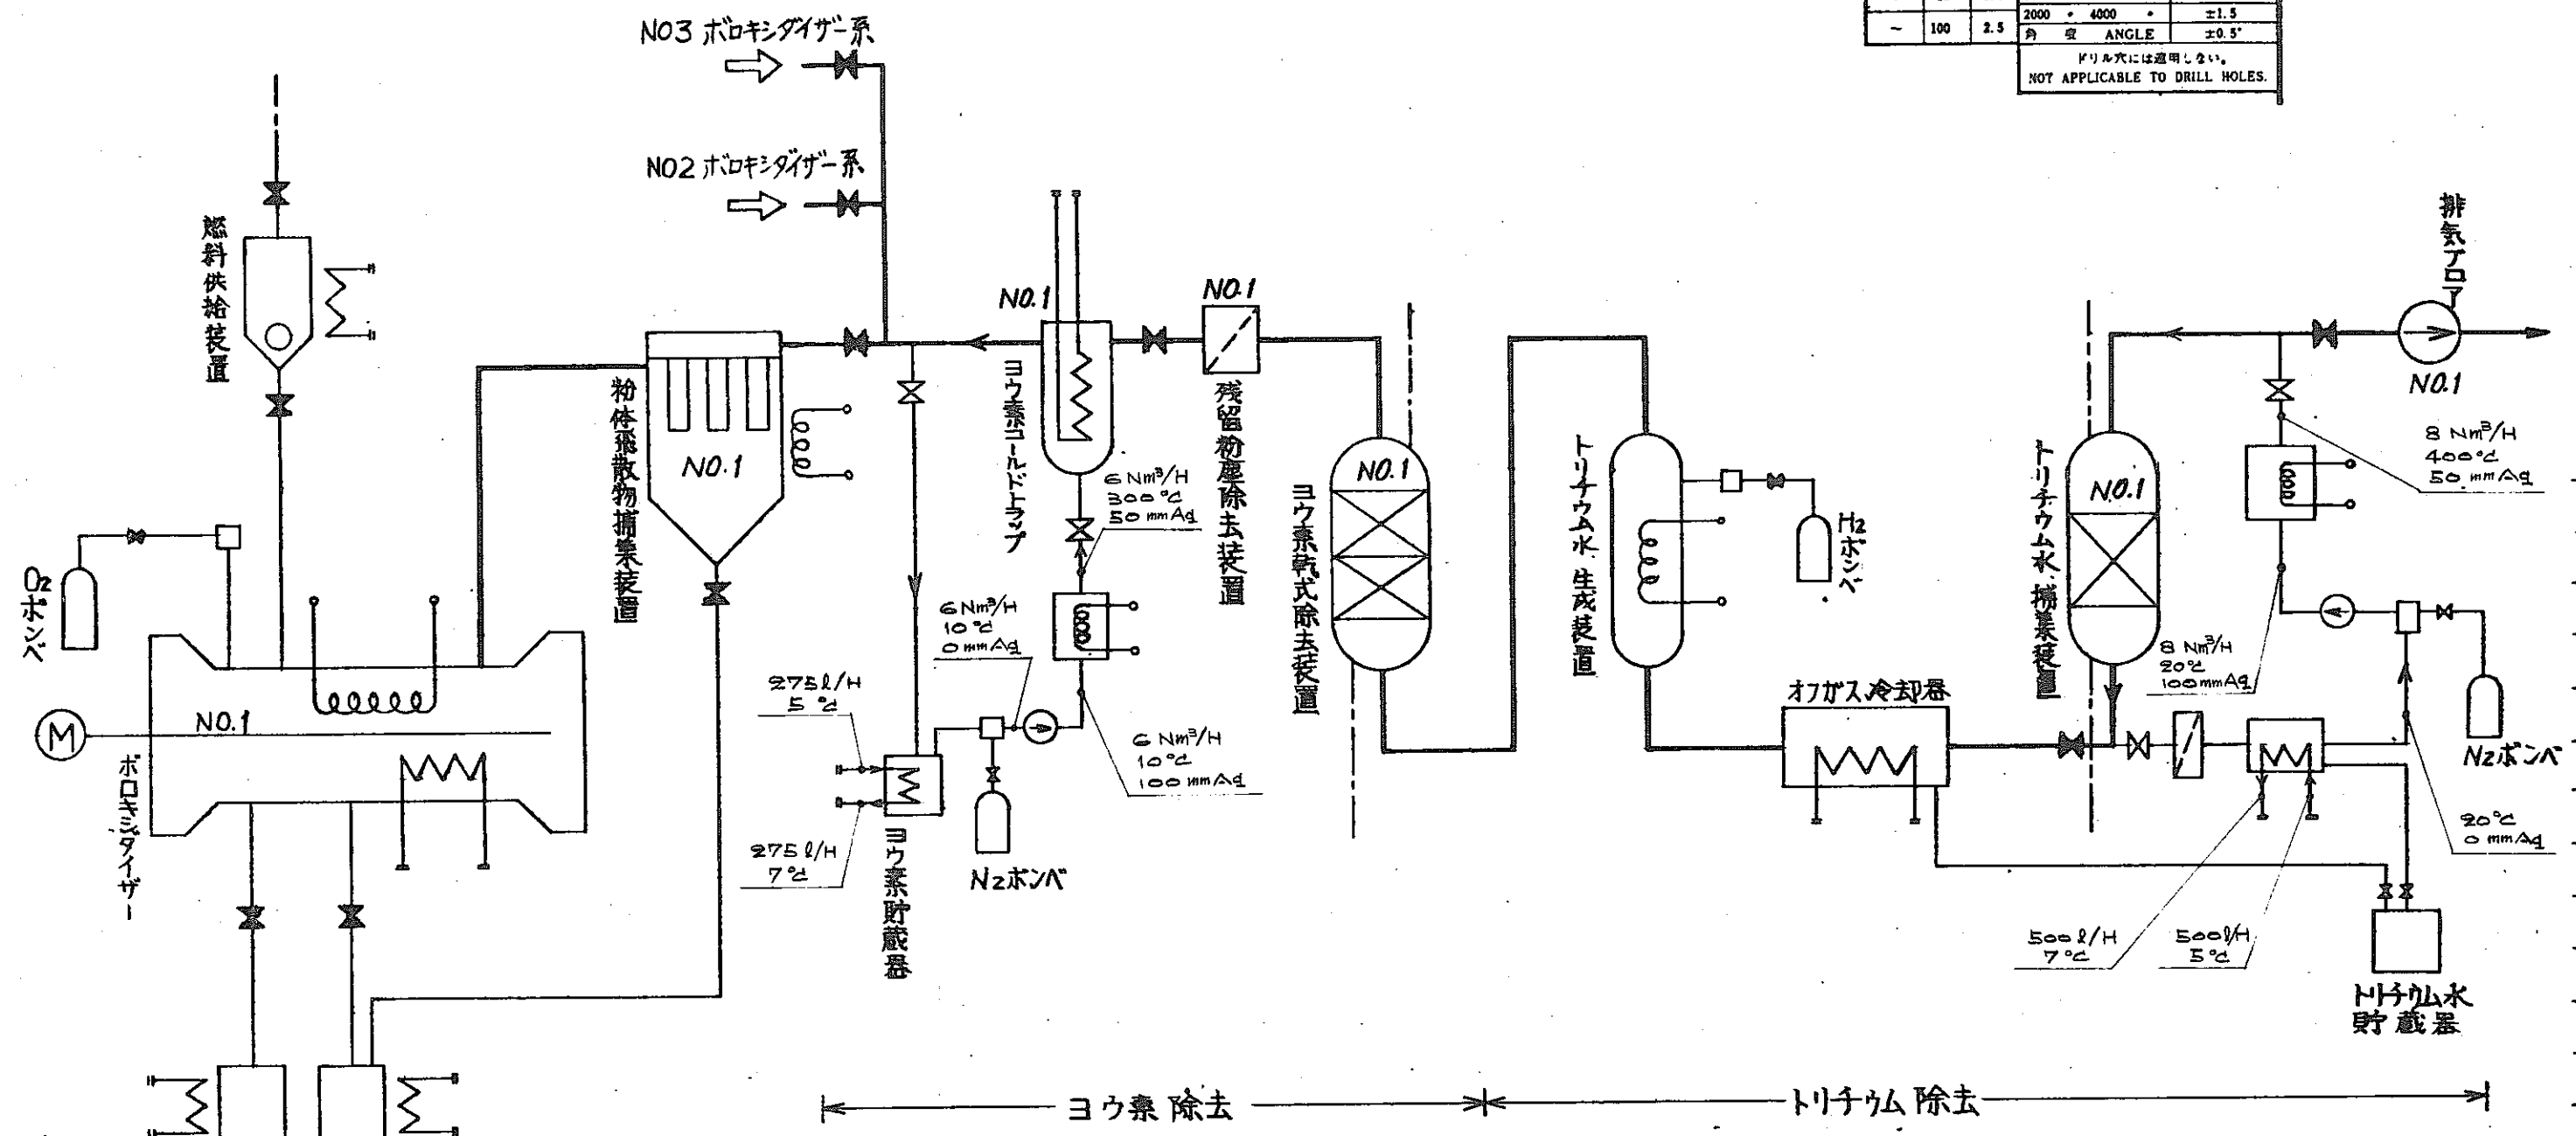 2000 • 4000 • ±1.5
~ 100 2.5
角度 ANGLE ±0.5°
ドリル穴には適用しない。
NOT APPLICABLE TO DRILL HOLES.
NO3 ボロキシダイザー系
NO2 ボロキシダイザー系
燃料供給装置
O2ボンベ
NO.1
M
ボロキシダイザー
NO.1
粉体飛散物捕集装置
NO.1
ヨウ素コールドトラップ
6 Nm³/H
300℃
50 mmAq
6 Nm³/H
10℃
0 mmAq
6 Nm³/H
10℃
100 mmAq
275 ℓ/H
5℃
275 ℓ/H
7℃
ヨウ素貯蔵器
N2ボンベ
NO.1
残留粉塵除去装置
NO.1
ヨウ素乾式除去装置
トリチウム水生成装置
H2ボンベ
オフガス冷却器
NO.1
トリチウム水捕集装置
排気ブロア
NO.1
8 Nm³/H
400℃
50 mmAq
8 Nm³/H
20℃
100mmAq
N2ボンベ
20℃
0 mmAq
500 ℓ/H
7℃
500ℓ/H
5℃
トリチウム水
貯蔵器
ヨウ素除去
トリチウム除去